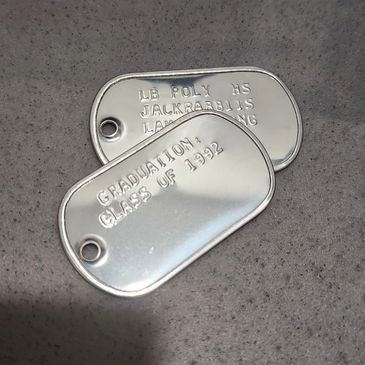 LB POLY HS
JACKRABBITS
GRADUATION:
CLASS OF 1992